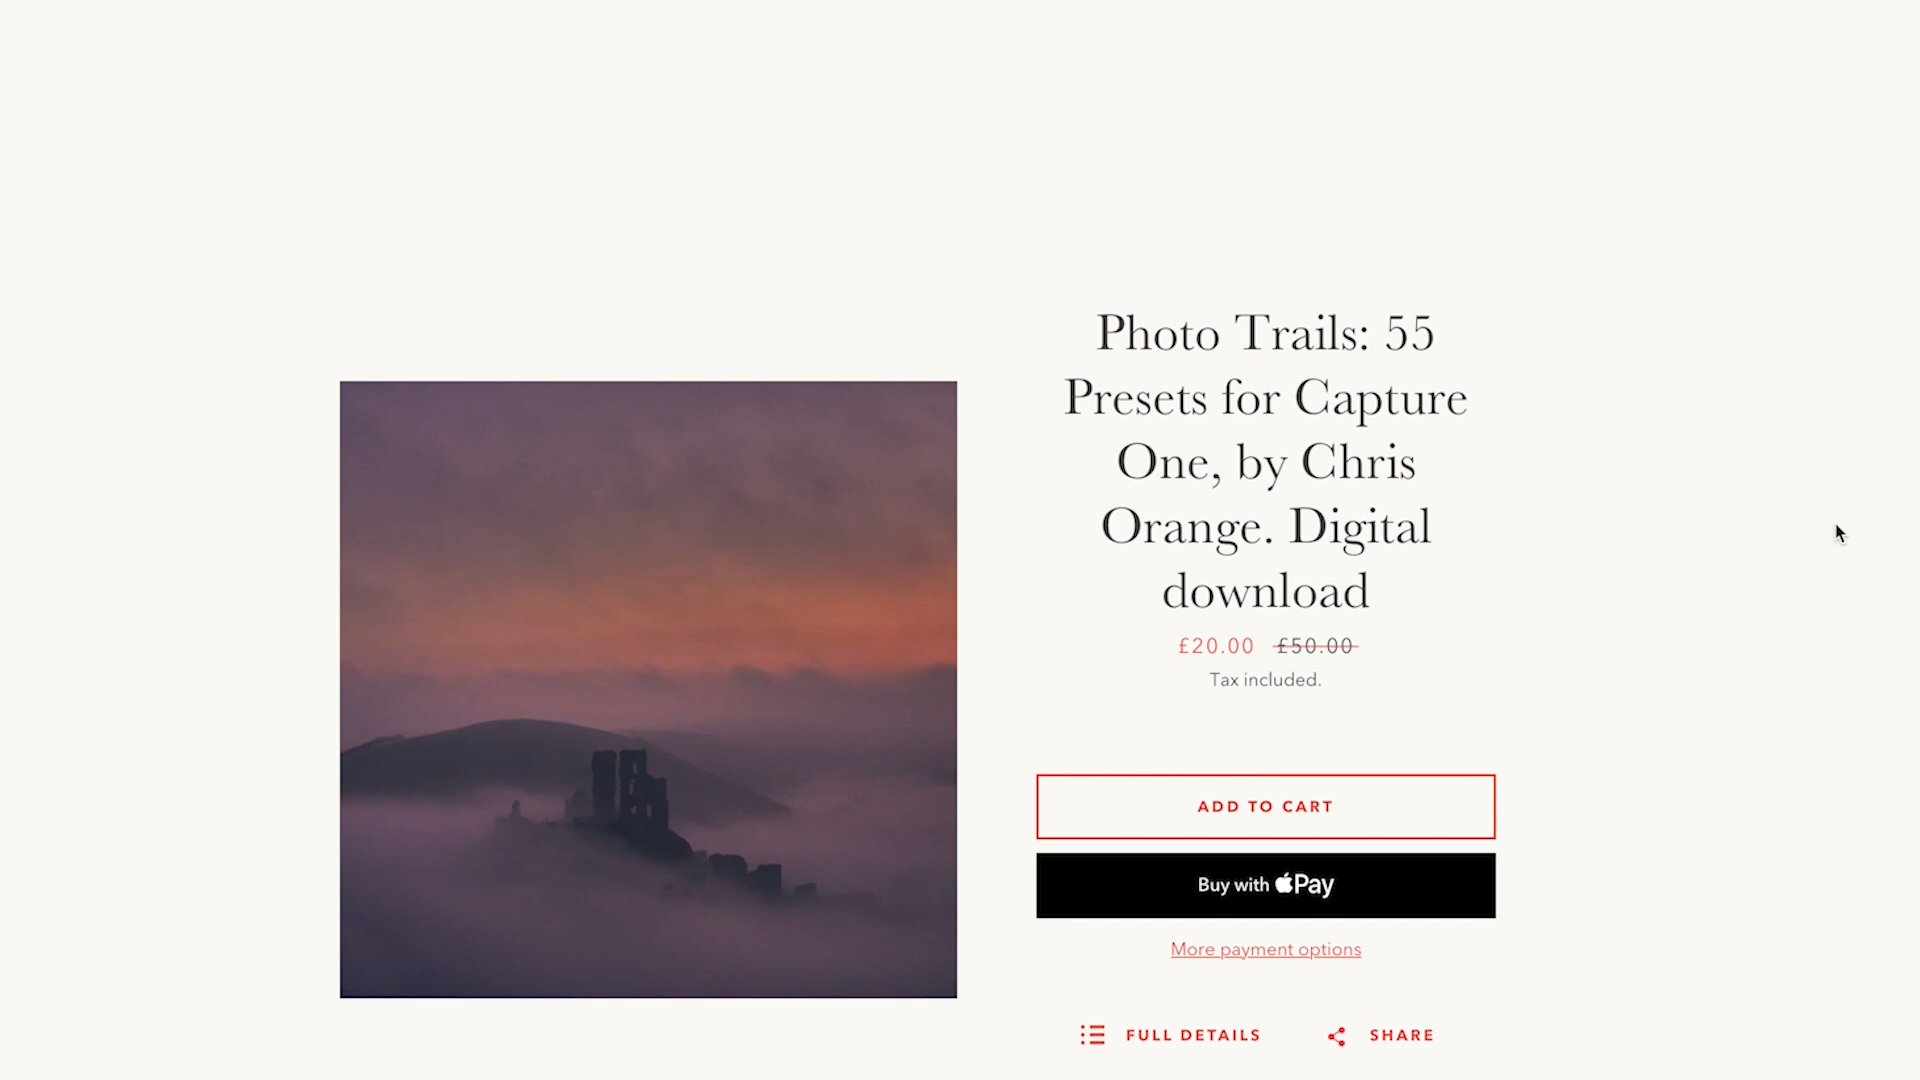 Photo Trails: 55
Presets for Capture
One, by Chris
Orange. Digital
download
£20.00 £50.00
Tax included.
ADD TO CART
Buy with Pay
More payment options
FULL DETAILS
SHARE